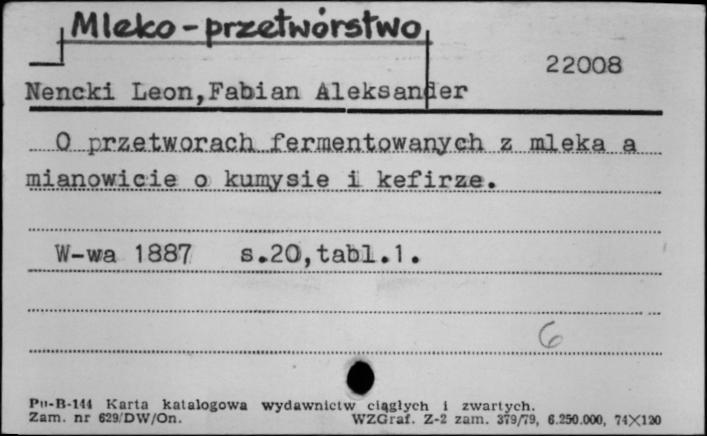 Mleko-przetwórstwo
22008
Nencki Leon,Fabian Aleksander
O przetworach fermentowanych z mleka a
mianowicie o kumysie i kefirze.
W-wa 1887 s.20,tabl.1.
6
Pu-B-144 Karta katalogowa wydawnictw ciągłych i zwartych.
Zam. nr 629/DW/On. WZGraf. Z-2 zam. 379/79, 6.250.000, 74X120